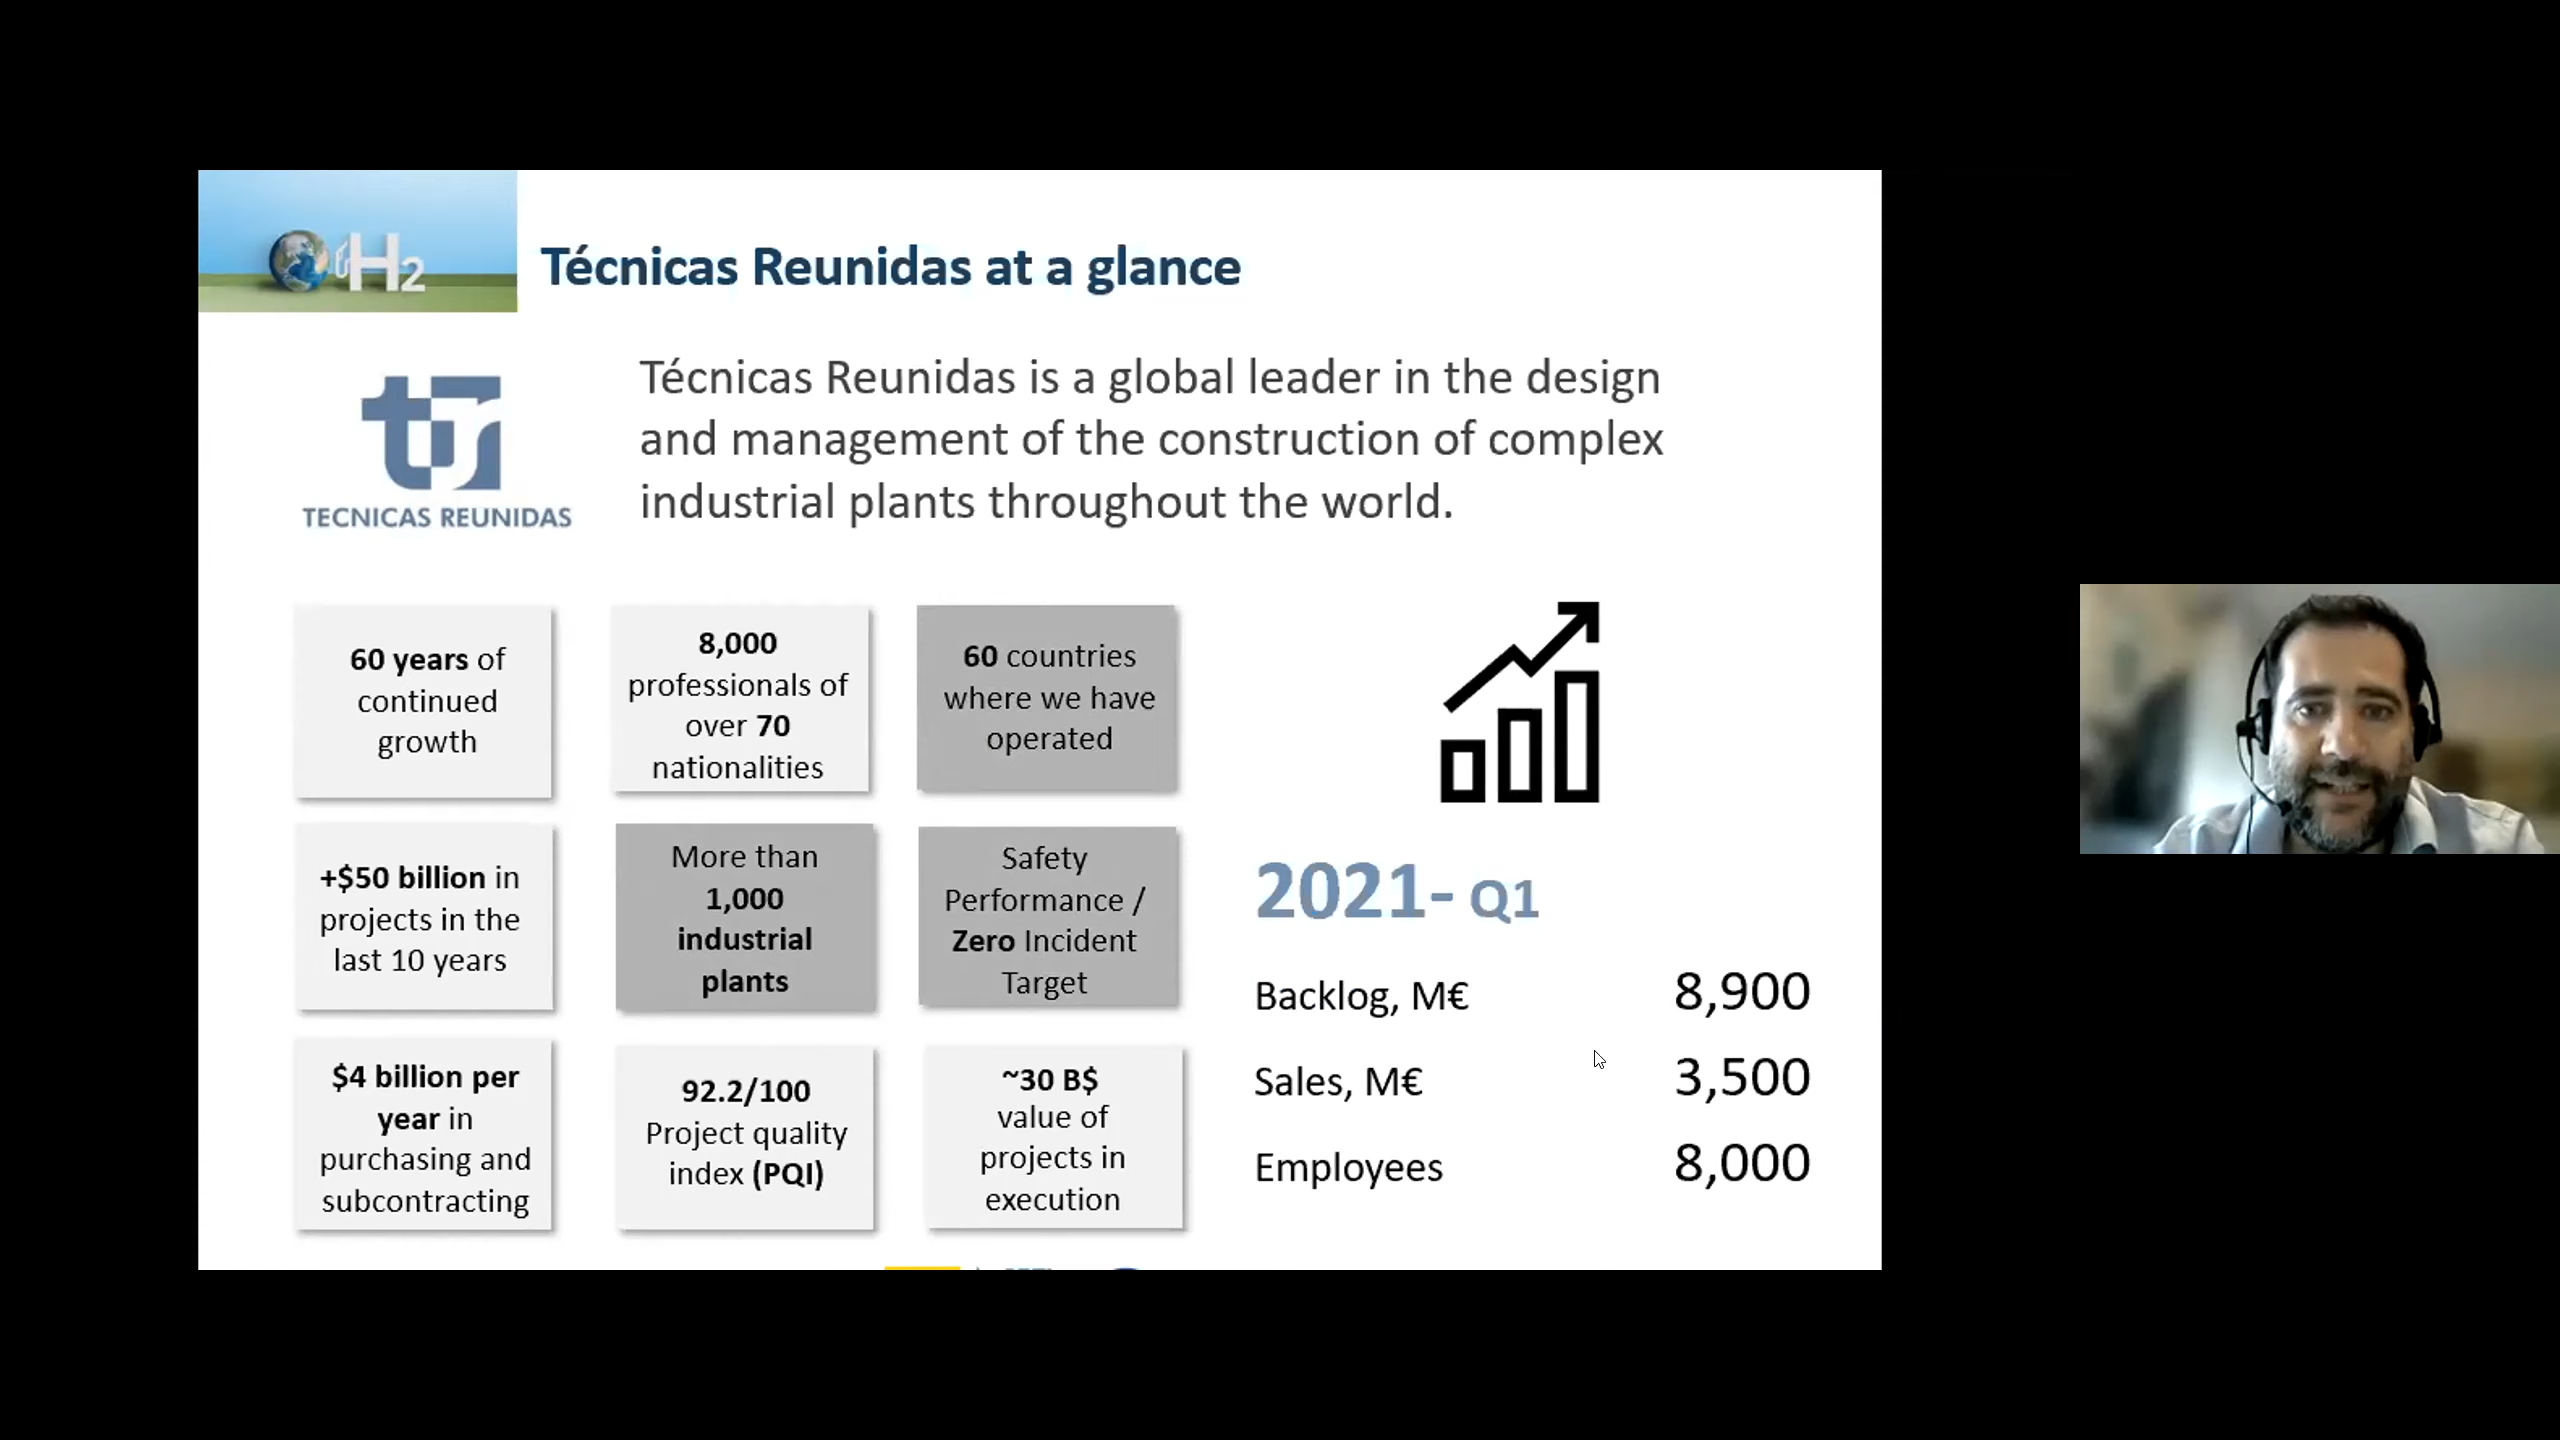 H2
Técnicas Reunidas at a glance
TECNICAS REUNIDAS
Técnicas Reunidas is a global leader in the design
and management of the construction of complex
industrial plants throughout the world.
60 years of
continued
growth
8,000
professionals of
over 70
nationalities
60 countries
where we have
operated
+$50 billion in
projects in the
last 10 years
More than
1,000
industrial
plants
Safety
Performance /
Zero Incident
Target
$4 billion per
year in
purchasing and
subcontracting
92.2/100
Project quality
index (PQI)
~30 B$
value of
projects in
execution
2021- Q1
Backlog, M€ 8,900
Sales, M€ 3,500
Employees 8,000